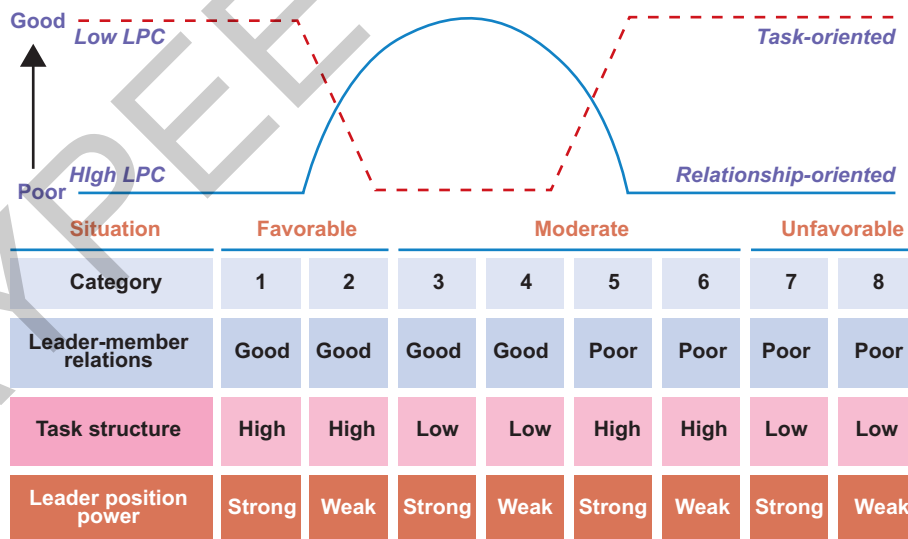 Good
Low LPC
Task-oriented
HIgh LPC
Poor
Relationship-oriented
Situation Favorable Moderate Unfavorable
Category 1 2 3 4 5 6 7 8
Leader-member
relations Good Good Good Good Poor Poor Poor Poor
Task structure High High Low Low High High Low Low
Leader position
power Strong Weak Strong Weak Strong Weak Strong Weak